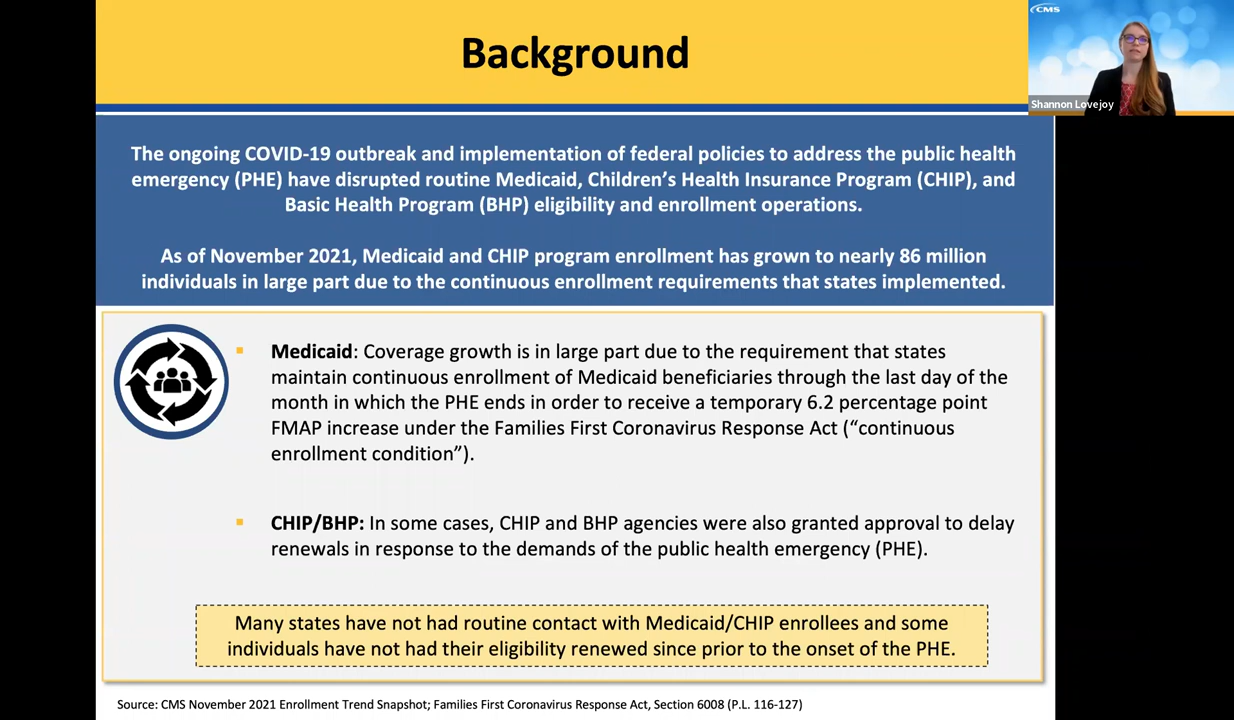 Background
CMS
Shannon Lovejoy
The ongoing COVID-19 outbreak and implementation of federal policies to address the public health
emergency (PHE) have disrupted routine Medicaid, Children’s Health Insurance Program (CHIP), and
Basic Health Program (BHP) eligibility and enrollment operations.
As of November 2021, Medicaid and CHIP program enrollment has grown to nearly 86 million
individuals in large part due to the continuous enrollment requirements that states implemented.
▪ Medicaid: Coverage growth is in large part due to the requirement that states
maintain continuous enrollment of Medicaid beneficiaries through the last day of the
month in which the PHE ends in order to receive a temporary 6.2 percentage point
FMAP increase under the Families First Coronavirus Response Act (“continuous
enrollment condition”).
▪ CHIP/BHP: In some cases, CHIP and BHP agencies were also granted approval to delay
renewals in response to the demands of the public health emergency (PHE).
Many states have not had routine contact with Medicaid/CHIP enrollees and some
individuals have not had their eligibility renewed since prior to the onset of the PHE.
Source: CMS November 2021 Enrollment Trend Snapshot; Families First Coronavirus Response Act, Section 6008 (P.L. 116-127)